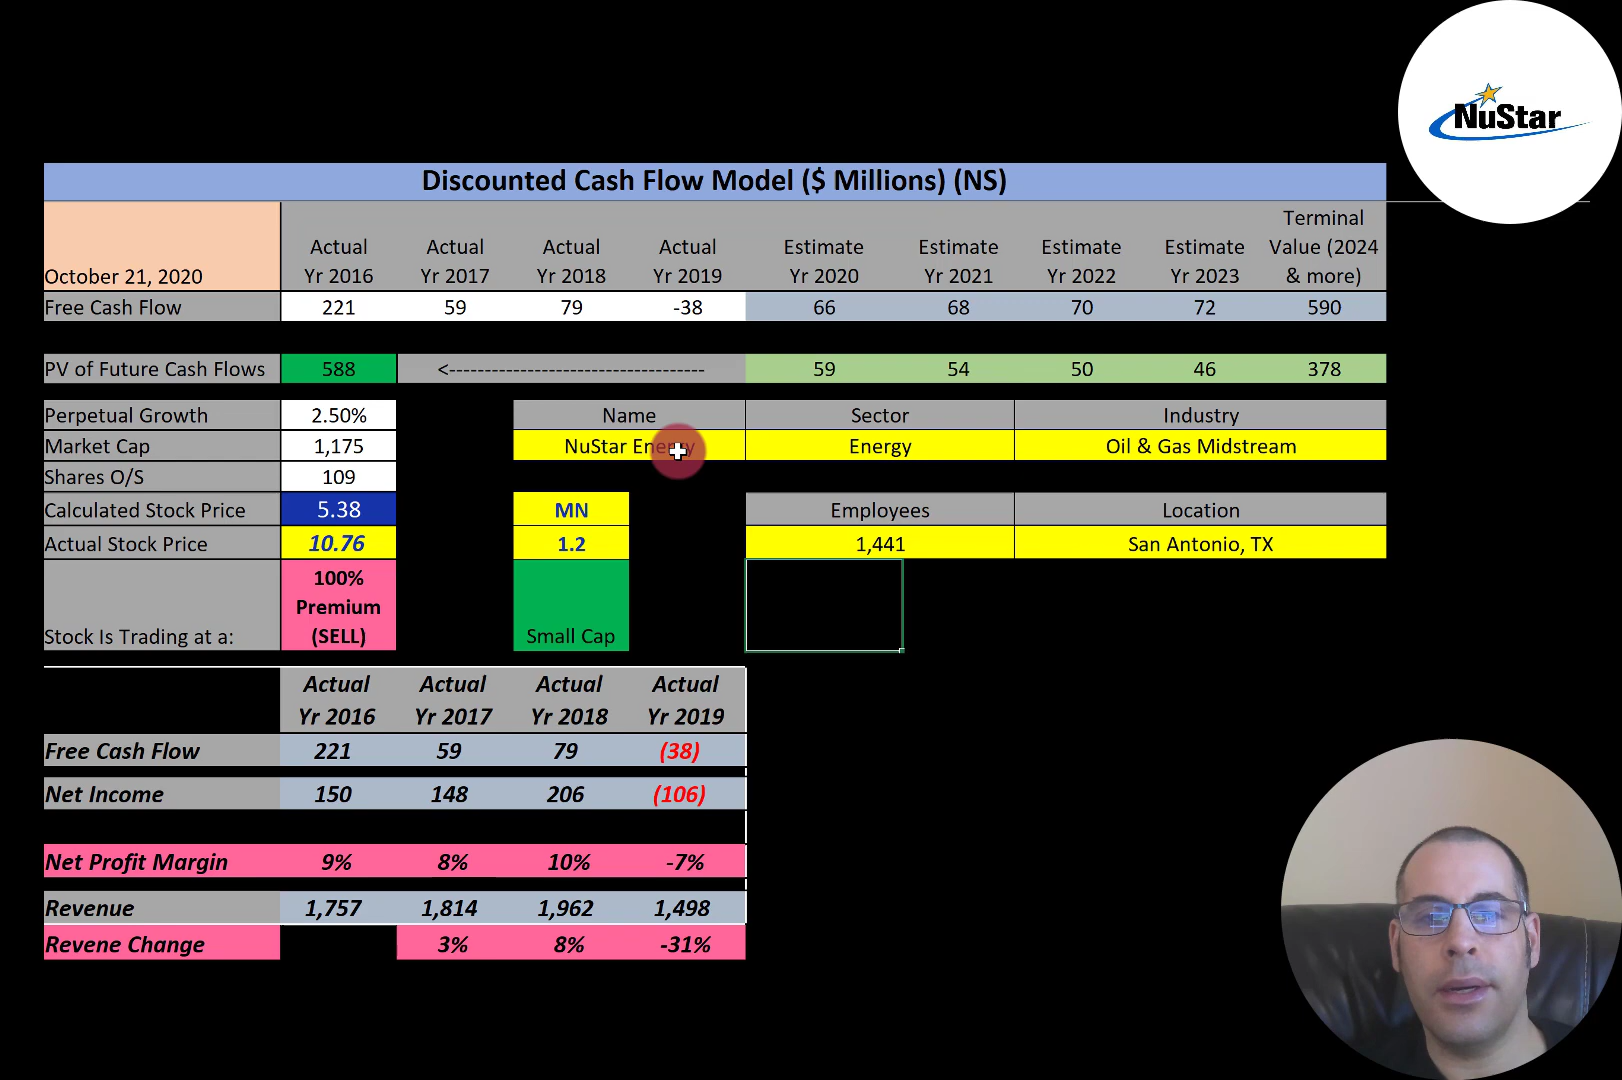 NuStar
Discounted Cash Flow Model ($ Millions) (NS)
October 21, 2020
Actual Yr 2016
Actual Yr 2017
Actual Yr 2018
Actual Yr 2019
Estimate Yr 2020
Estimate Yr 2021
Estimate Yr 2022
Estimate Yr 2023
Terminal Value (2024 & more)
Free Cash Flow 221 59 79 -38 66 68 70 72 590
PV of Future Cash Flows 588 <----------------------------------- 59 54 50 46 378
Perpetual Growth 2.50% Name Sector Industry
Market Cap 1,175 NuStar Energy Energy Oil & Gas Midstream
Shares O/S 109
Calculated Stock Price 5.38 MN Employees Location
Actual Stock Price 10.76 1.2 1,441 San Antonio, TX
Stock Is Trading at a: 100% Premium (SELL) Small Cap
Actual Yr 2016
Actual Yr 2017
Actual Yr 2018
Actual Yr 2019
Free Cash Flow 221 59 79 (38)
Net Income 150 148 206 (106)
Net Profit Margin 9% 8% 10% -7%
Revenue 1,757 1,814 1,962 1,498
Revene Change 3% 8% -31%